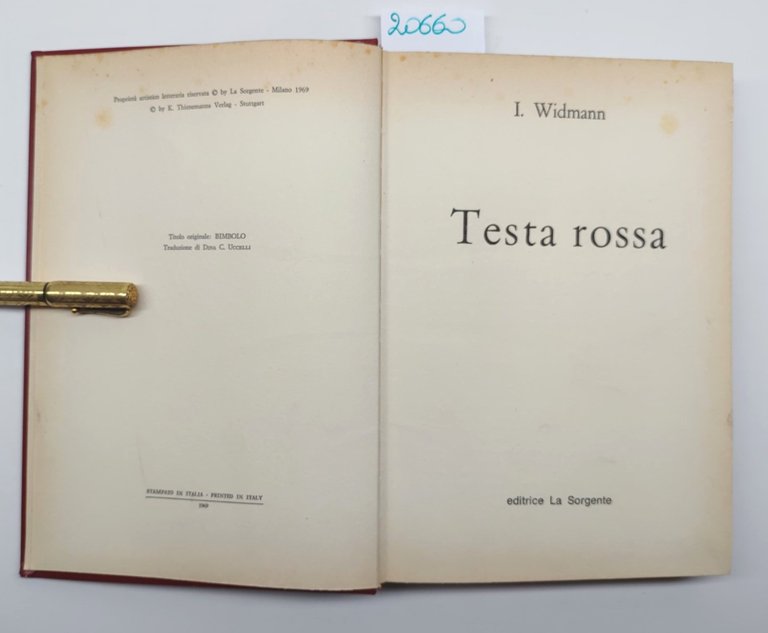 20660
Proprietà artistico letteraria riservata © by La Sorgente - Milano 1969
© by K. Thienemanns Verlag - Stuttgart
Titolo originale: BIMBOLO
Traduzione di Dina C. Uccelli
STAMPATO IN ITALIA - PRINTED IN ITALY
1969
I. Widmann
Testa rossa
editrice La Sorgente